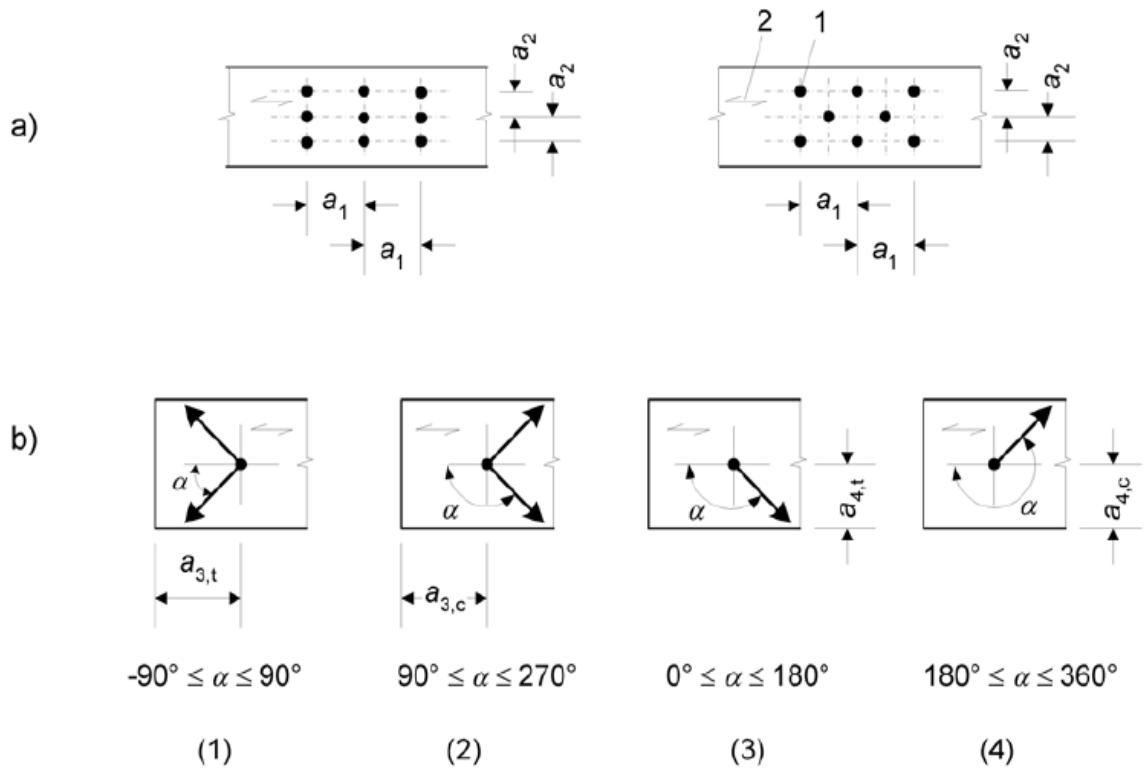 2 1
a)
a₂ a₂ a₂ a₂
a₁ a₁
a₁ a₁
b)
α α α a₄,t α a₄,c
a₃,t a₃,c
-90° ≤ α ≤ 90° 90° ≤ α ≤ 270° 0° ≤ α ≤ 180° 180° ≤ α ≤ 360°
(1) (2) (3) (4)